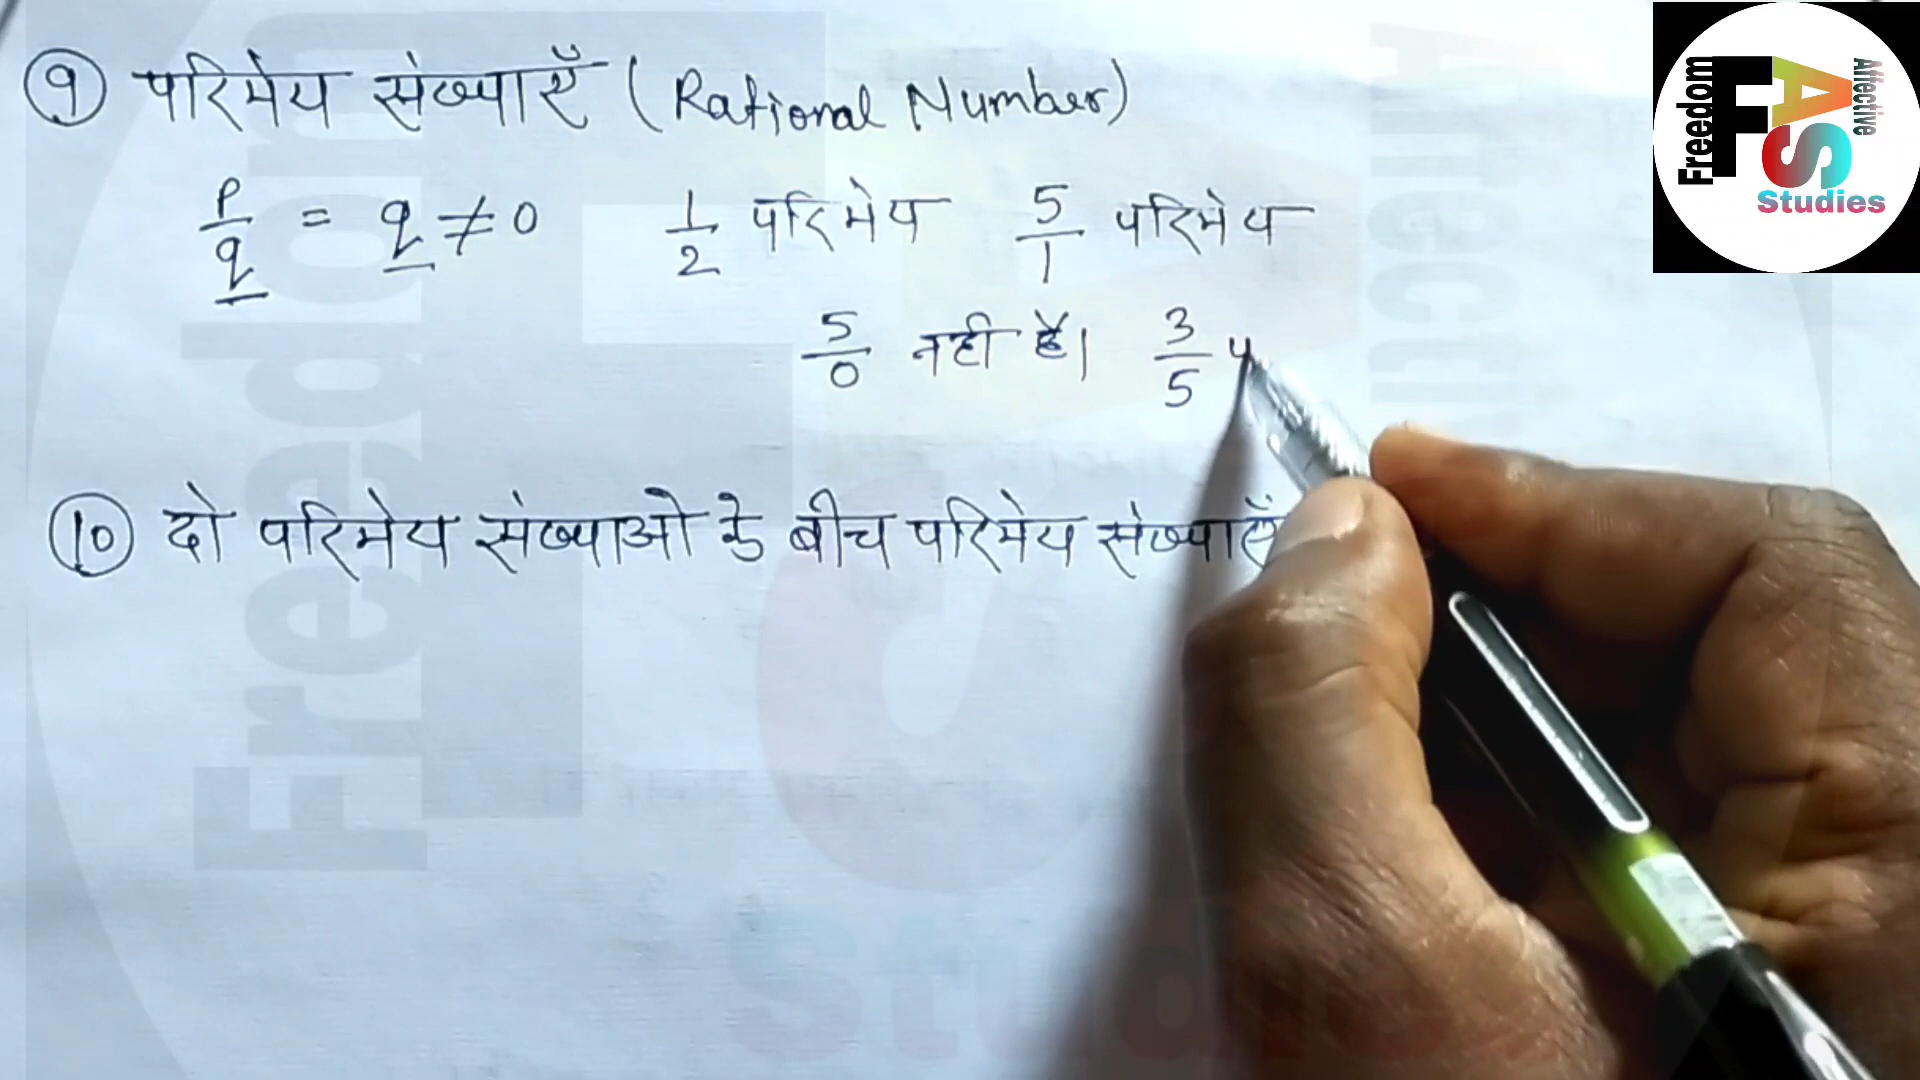 9 परिमेय संख्याएँ (Rational Number)
p/q = q ≠ 0 1/2 परिमेय 5/1 परिमेय
5/0 नही है। 3/5 प
10 दो परिमेय संख्याओ के बीच परिमेय संख्याएँ
Freedom
FAS
Affective
Studies